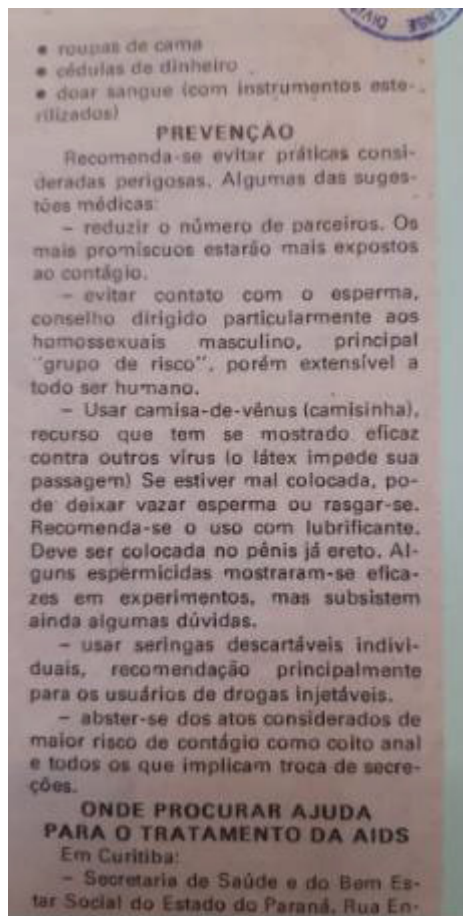 ENSE DIVI
● roupas de cama
● cédulas de dinheiro
● doar sangue (com instrumentos este-
rilizados)
PREVENÇÃO
Recomenda-se evitar práticas consi-
deradas perigosas. Algumas das suges-
tões médicas:
– reduzir o número de parceiros. Os
mais promíscuos estarão mais expostos
ao contágio.
– evitar contato com o esperma,
conselho dirigido particularmente aos
homossexuais masculino, principal
"grupo de risco", porém extensível a
todo ser humano.
– Usar camisa-de-vênus (camisinha),
recurso que tem se mostrado eficaz
contra outros vírus (o látex impede sua
passagem) Se estiver mal colocada, po-
de deixar vazar esperma ou rasgar-se.
Recomenda-se o uso com lubrificante.
Deve ser colocada no pênis já ereto. Al-
guns espermicidas mostraram-se efica-
zes em experimentos, mas subsistem
ainda algumas dúvidas.
– usar seringas descartáveis indivi-
duais, recomendação principalmente
para os usuários de drogas injetáveis.
– abster-se dos atos considerados de
maior risco de contágio como coito anal
e todos os que implicam troca de secre-
ções.
ONDE PROCURAR AJUDA
PARA O TRATAMENTO DA AIDS
Em Curitiba:
– Secretaria de Saúde e do Bem Es-
tar Social do Estado do Paraná. Rua En-